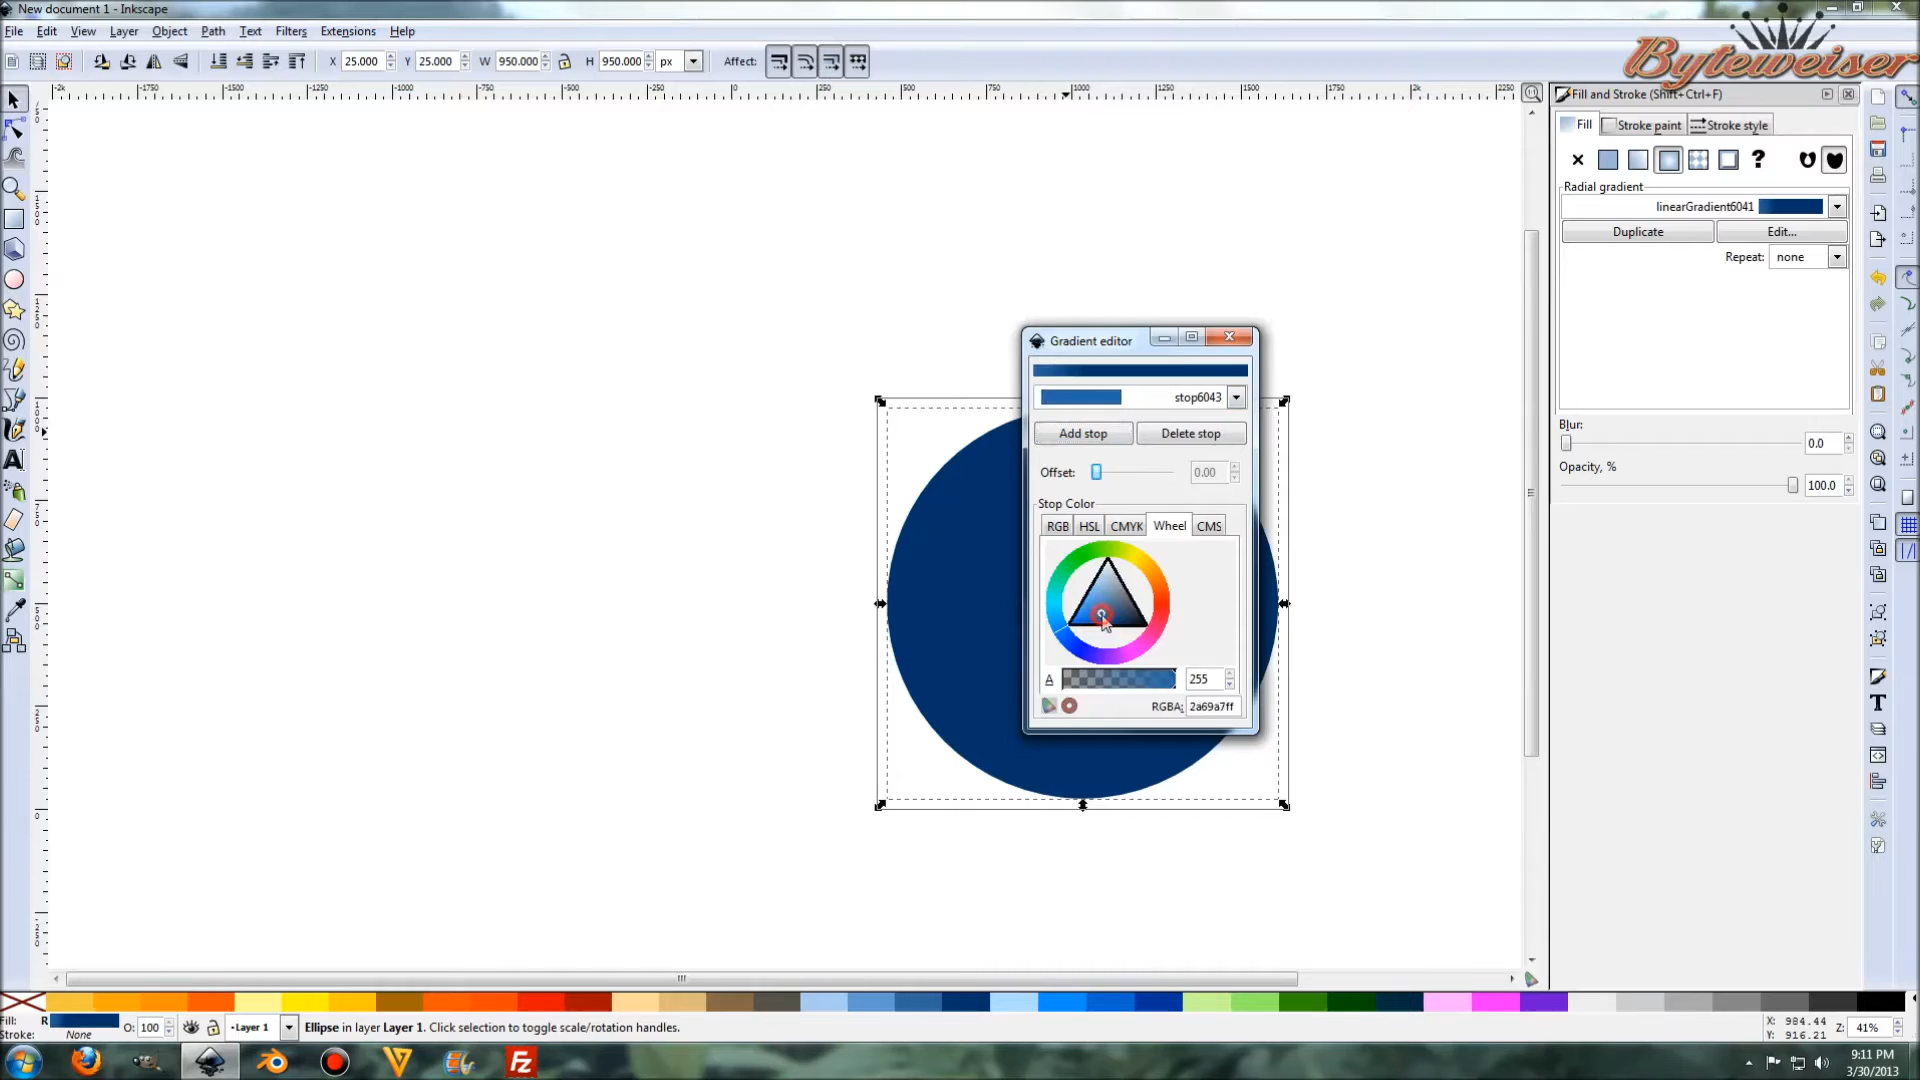 New document 1 - Inkscape
File Edit View Layer Object Path Text Filters Extensions Help
Byteweiser
X 25.000 Y 25.000 W 950.000 H 950.000 px Affect:
Fill and Stroke (Shift+Ctrl+F)
Fill Stroke paint Stroke style
?
Radial gradient
linearGradient6041
Duplicate Edit...
Repeat: none
Blur:
0.0
Opacity, %
100.0
Gradient editor
stop6043
Add stop Delete stop
Offset: 0.00
Stop Color
RGB HSL CMYK Wheel CMS
A 255
RGBA: 2a69a7ff
Fill: R O: 100 Layer 1 Ellipse in layer Layer 1. Click selection to toggle scale/rotation handles.
Stroke: None
X: 984.44
Y: 916.21
Z: 41%
9:11 PM
3/30/2013